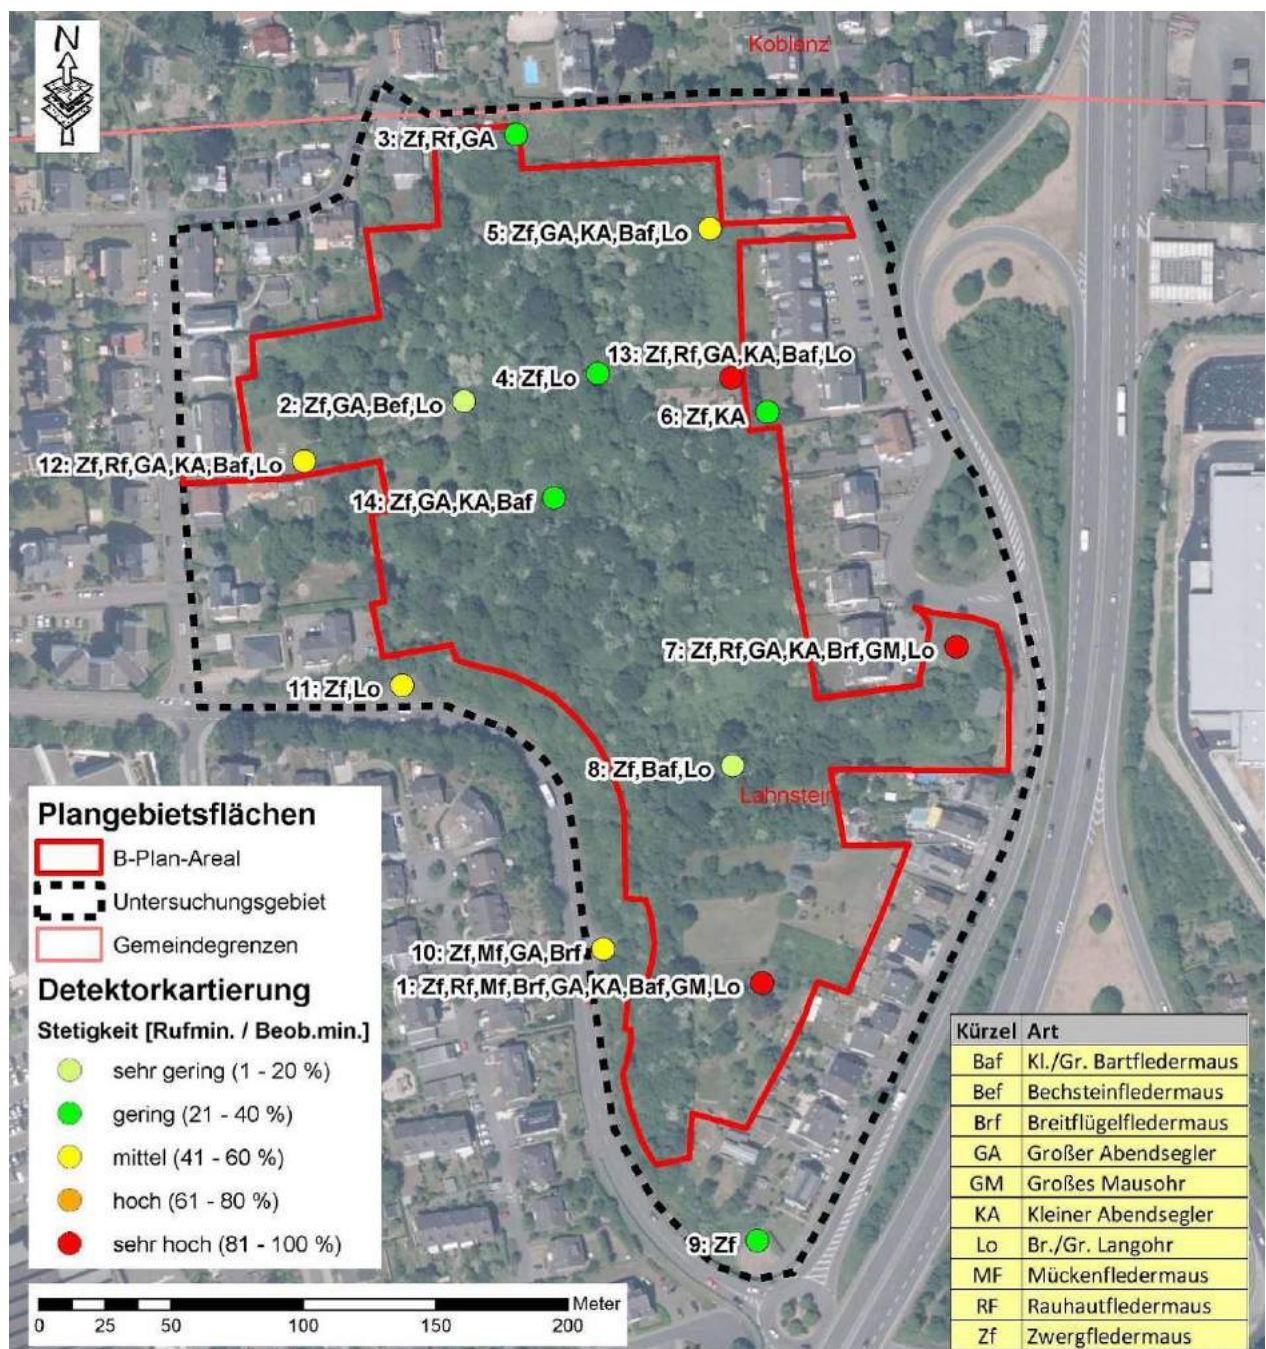 N
Koblenz
3: Zf,Rf,GA
5: Zf,GA,KA,Baf,Lo
13: Zf,Rf,GA,KA,Baf,Lo
4: Zf,Lo
2: Zf,GA,Bef,Lo
6: Zf,KA
12: Zf,Rf,GA,KA,Baf,Lo
14: Zf,GA,KA,Baf
7: Zf,Rf,GA,KA,Brf,GM,Lo
11: Zf,Lo
8: Zf,Baf,Lo
Lahnstein
10: Zf,Mf,GA,Brf
1: Zf,Rf,Mf,Brf,GA,KA,Baf,GM,Lo
9: Zf
Plangebietsflächen
B-Plan-Areal
Untersuchungsgebiet
Gemeindegrenzen
Detektorkartierung
Stetigkeit [Rufmin. / Beob.min.]
sehr gering (1 - 20 %)
gering (21 - 40 %)
mittel (41 - 60 %)
hoch (61 - 80 %)
sehr hoch (81 - 100 %)
Meter
0 25 50 100 150 200
Kürzel Art
Baf Kl./Gr. Bartfledermaus
Bef Bechsteinfledermaus
Brf Breitflügelfledermaus
GA Großer Abendsegler
GM Großes Mausohr
KA Kleiner Abendsegler
Lo Br./Gr. Langohr
MF Mückenfledermaus
RF Rauhautfledermaus
Zf Zwergfledermaus